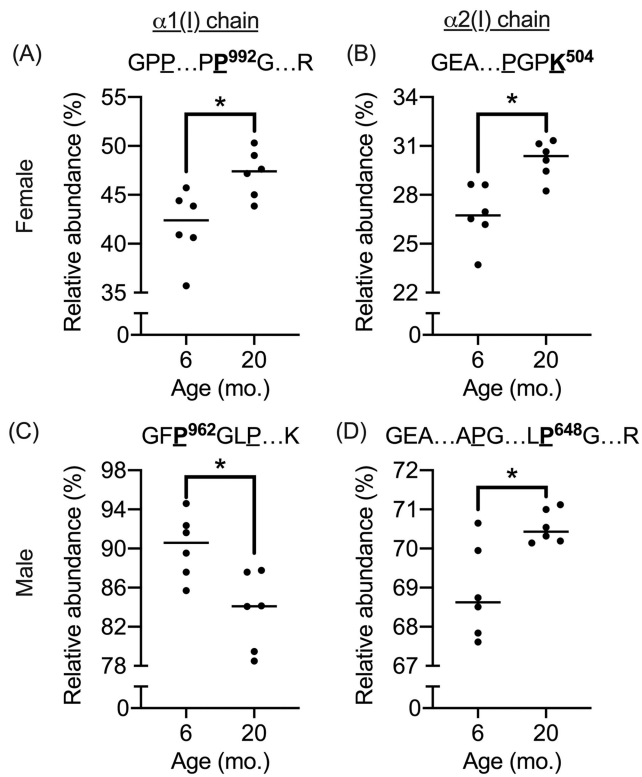 α1(I) chain
α2(I) chain
(A)
GPP...PP⁹⁹²G...R
(B)
GEA...PGPK⁵⁰⁴
Female
Relative abundance (%)
55
50
45
40
35
0
*
6
20
Age (mo.)
Relative abundance (%)
34
31
28
25
22
0
*
6
20
Age (mo.)
(C)
GFP⁹⁶²GLP...K
(D)
GEA...APG...LP⁶⁴⁸G...R
Male
Relative abundance (%)
98
94
90
86
82
78
0
*
6
20
Age (mo.)
Relative abundance (%)
72
71
70
69
68
67
0
*
6
20
Age (mo.)